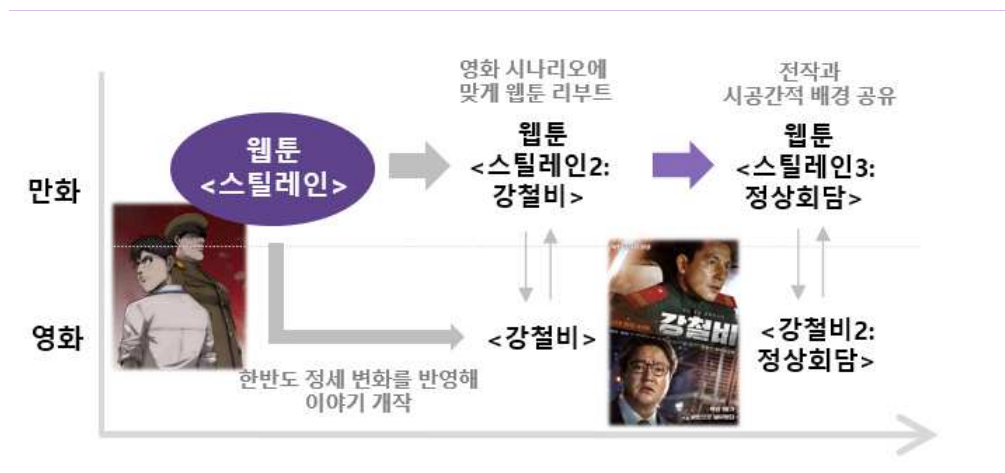 영화 시나리오에
맞게 웹툰 리부트
전작과
시공간적 배경 공유
만화
웹툰
<스틸레인>
웹툰
<스틸레인2:
강철비>
웹툰
<스틸레인3:
정상회담>
영화
<강철비>
강철비
<강철비2:
정상회담>
한반도 정세 변화를 반영해
이야기 개작